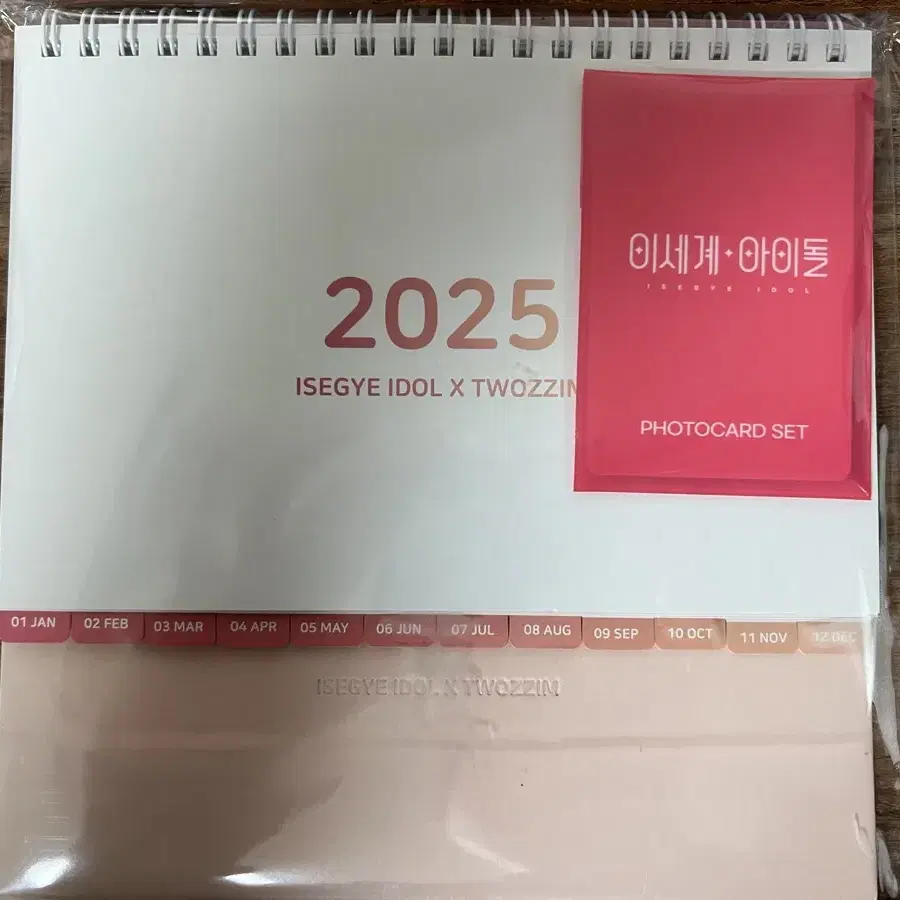 2025
ISEGYE IDOL X TWOZZIM
이세계·아이돌
ISEGYE IDOL
PHOTOCARD SET
01 JAN
02 FEB
03 MAR
04 APR
05 MAY
06 JUN
07 JUL
08 AUG
09 SEP
10 OCT
11 NOV
12 DEC
ISEGYE IDOL X TWOZZIM